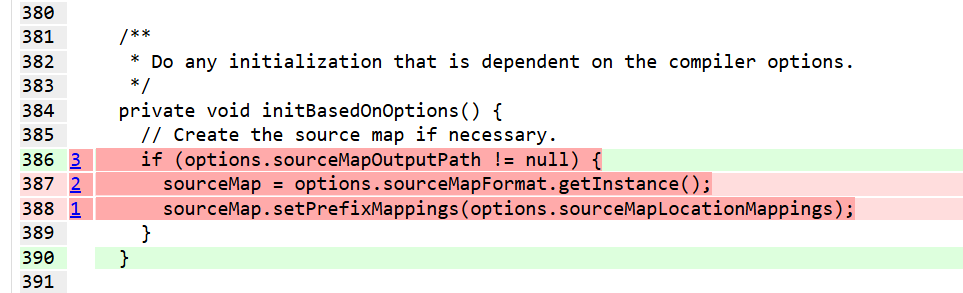 380
381 /**
382 * Do any initialization that is dependent on the compiler options.
383 */
384 private void initBasedOnOptions() {
385 // Create the source map if necessary.
386 3 if (options.sourceMapOutputPath != null) {
387 2 sourceMap = options.sourceMapFormat.getInstance();
388 1 sourceMap.setPrefixMappings(options.sourceMapLocationMappings);
389 }
390 }
391